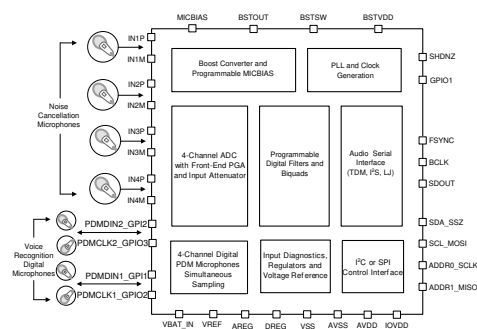 MICBIAS BSTOUT BSTSW BSTVDD
IN1P
IN1M
IN2P
IN2M
IN3P
IN3M
IN4P
IN4M
Noise
Cancellation
Microphones
PDMDIN2_GPI2
PDMCLK2_GPIO3
PDMDIN1_GPI1
PDMCLK1_GPIO2
Voice
Recognition
Digital
Microphones
Boost Converter and
Programmable MICBIAS
PLL and Clock
Generation
4-Channel ADC
with Front-End PGA
and Input Attenuator
Programmable
Digital Filters and
Biquads
Audio Serial
Interface
(TDM, I²S, LJ)
4-Channel Digital
PDM Microphones
Simultaneous
Sampling
Input Diagnostics,
Regulators and
Voltage Reference
I²C or SPI
Control Interface
SHDNZ
GPIO1
FSYNC
BCLK
SDOUT
SDA_SSZ
SCL_MOSI
ADDR0_SCLK
ADDR1_MISO
VBAT_IN VREF AREG DREG VSS AVSS AVDD IOVDD